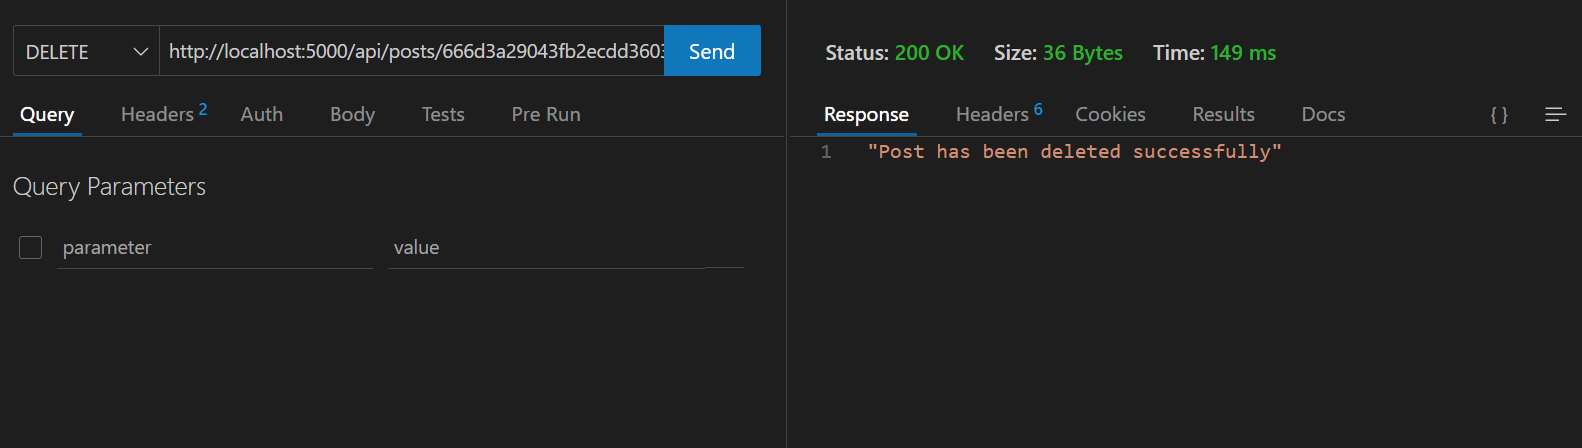 DELETE http://localhost:5000/api/posts/666d3a29043fb2ecdd3603 Send
Query Headers 2 Auth Body Tests Pre Run
Query Parameters
parameter value
Status: 200 OK Size: 36 Bytes Time: 149 ms
Response Headers 6 Cookies Results Docs { }
1 "Post has been deleted successfully"